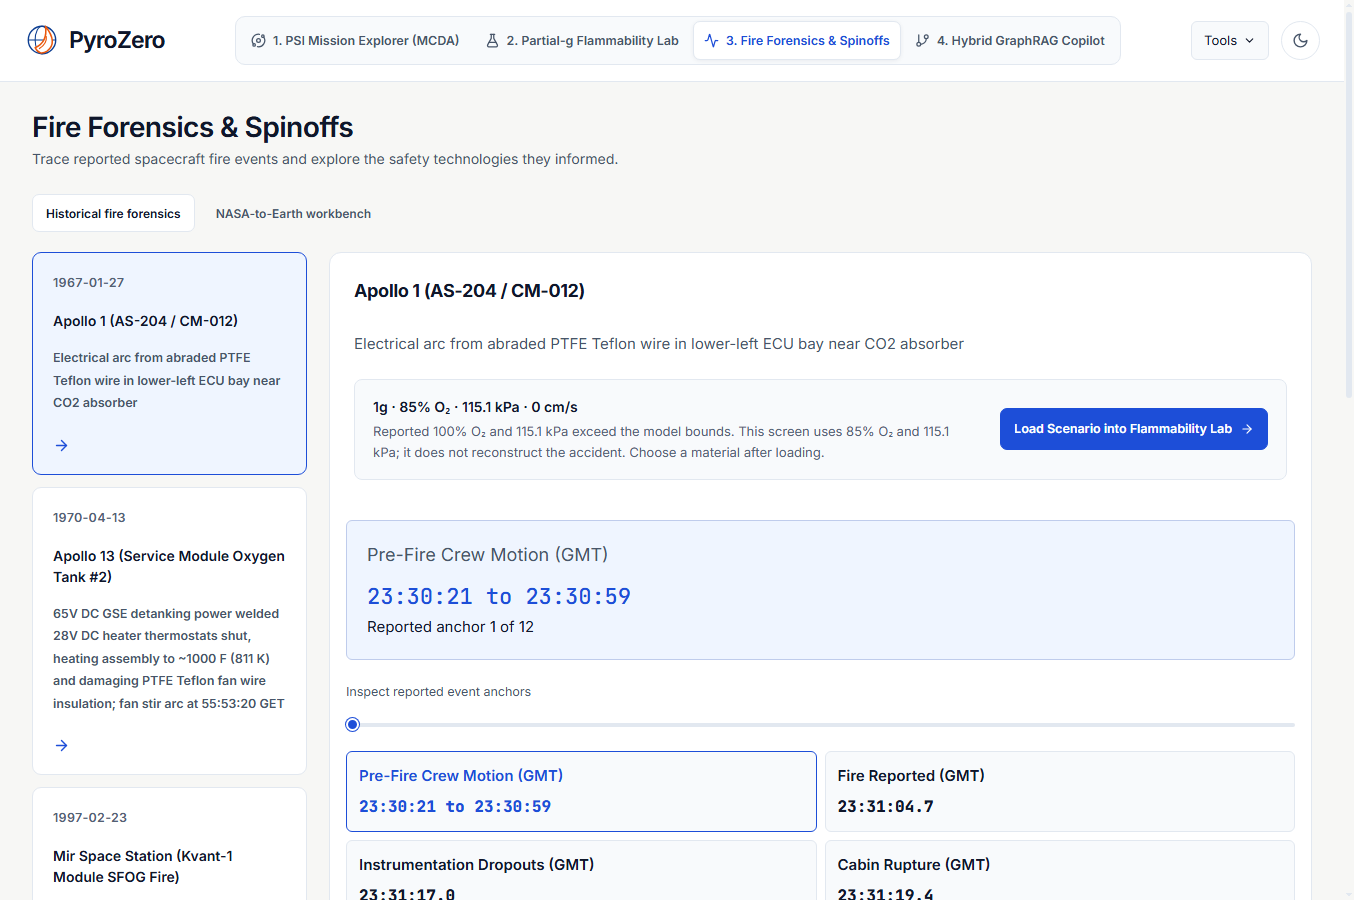 PyroZero
1. PSI Mission Explorer (MCDA)
2. Partial-g Flammability Lab
3. Fire Forensics & Spinoffs
4. Hybrid GraphRAG Copilot
Tools
Fire Forensics & Spinoffs
Trace reported spacecraft fire events and explore the safety technologies they informed.
Historical fire forensics
NASA-to-Earth workbench
1967-01-27
Apollo 1 (AS-204 / CM-012)
Electrical arc from abraded PTFE
Teflon wire in lower-left ECU bay near
CO2 absorber
1970-04-13
Apollo 13 (Service Module Oxygen
Tank #2)
65V DC GSE detanking power welded
28V DC heater thermostats shut,
heating assembly to ~1000 F (811 K)
and damaging PTFE Teflon fan wire
insulation; fan stir arc at 55:53:20 GET
1997-02-23
Mir Space Station (Kvant-1
Module SFOG Fire)
Apollo 1 (AS-204 / CM-012)
Electrical arc from abraded PTFE Teflon wire in lower-left ECU bay near CO2 absorber
1g · 85% O₂ · 115.1 kPa · 0 cm/s
Reported 100% O₂ and 115.1 kPa exceed the model bounds. This screen uses 85% O₂ and 115.1
kPa; it does not reconstruct the accident. Choose a material after loading.
Load Scenario into Flammability Lab
Pre-Fire Crew Motion (GMT)
23:30:21 to 23:30:59
Reported anchor 1 of 12
Inspect reported event anchors
Pre-Fire Crew Motion (GMT)
23:30:21 to 23:30:59
Fire Reported (GMT)
23:31:04.7
Instrumentation Dropouts (GMT)
23:31:17.0
Cabin Rupture (GMT)
23:31:19.4